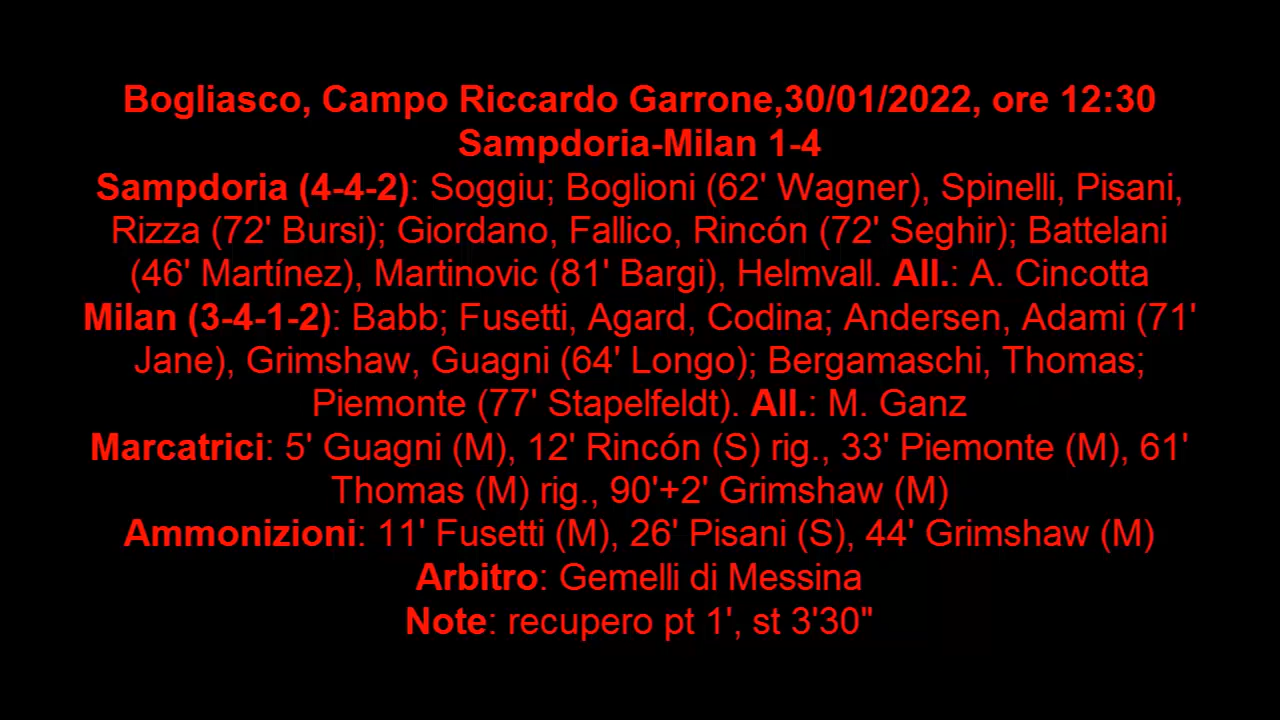 Bogliasco, Campo Riccardo Garrone,30/01/2022, ore 12:30
Sampdoria-Milan 1-4
Sampdoria (4-4-2): Soggiu; Boglioni (62' Wagner), Spinelli, Pisani,
Rizza (72' Bursi); Giordano, Fallico, Rincón (72' Seghir); Battelani
(46' Martínez), Martinovic (81' Bargi), Helmvall. All.: A. Cincotta
Milan (3-4-1-2): Babb; Fusetti, Agard, Codina; Andersen, Adami (71'
Jane), Grimshaw, Guagni (64' Longo); Bergamaschi, Thomas;
Piemonte (77' Stapelfeldt). All.: M. Ganz
Marcatrici: 5' Guagni (M), 12' Rincón (S) rig., 33' Piemonte (M), 61'
Thomas (M) rig., 90'+2' Grimshaw (M)
Ammonizioni: 11' Fusetti (M), 26' Pisani (S), 44' Grimshaw (M)
Arbitro: Gemelli di Messina
Note: recupero pt 1', st 3'30"